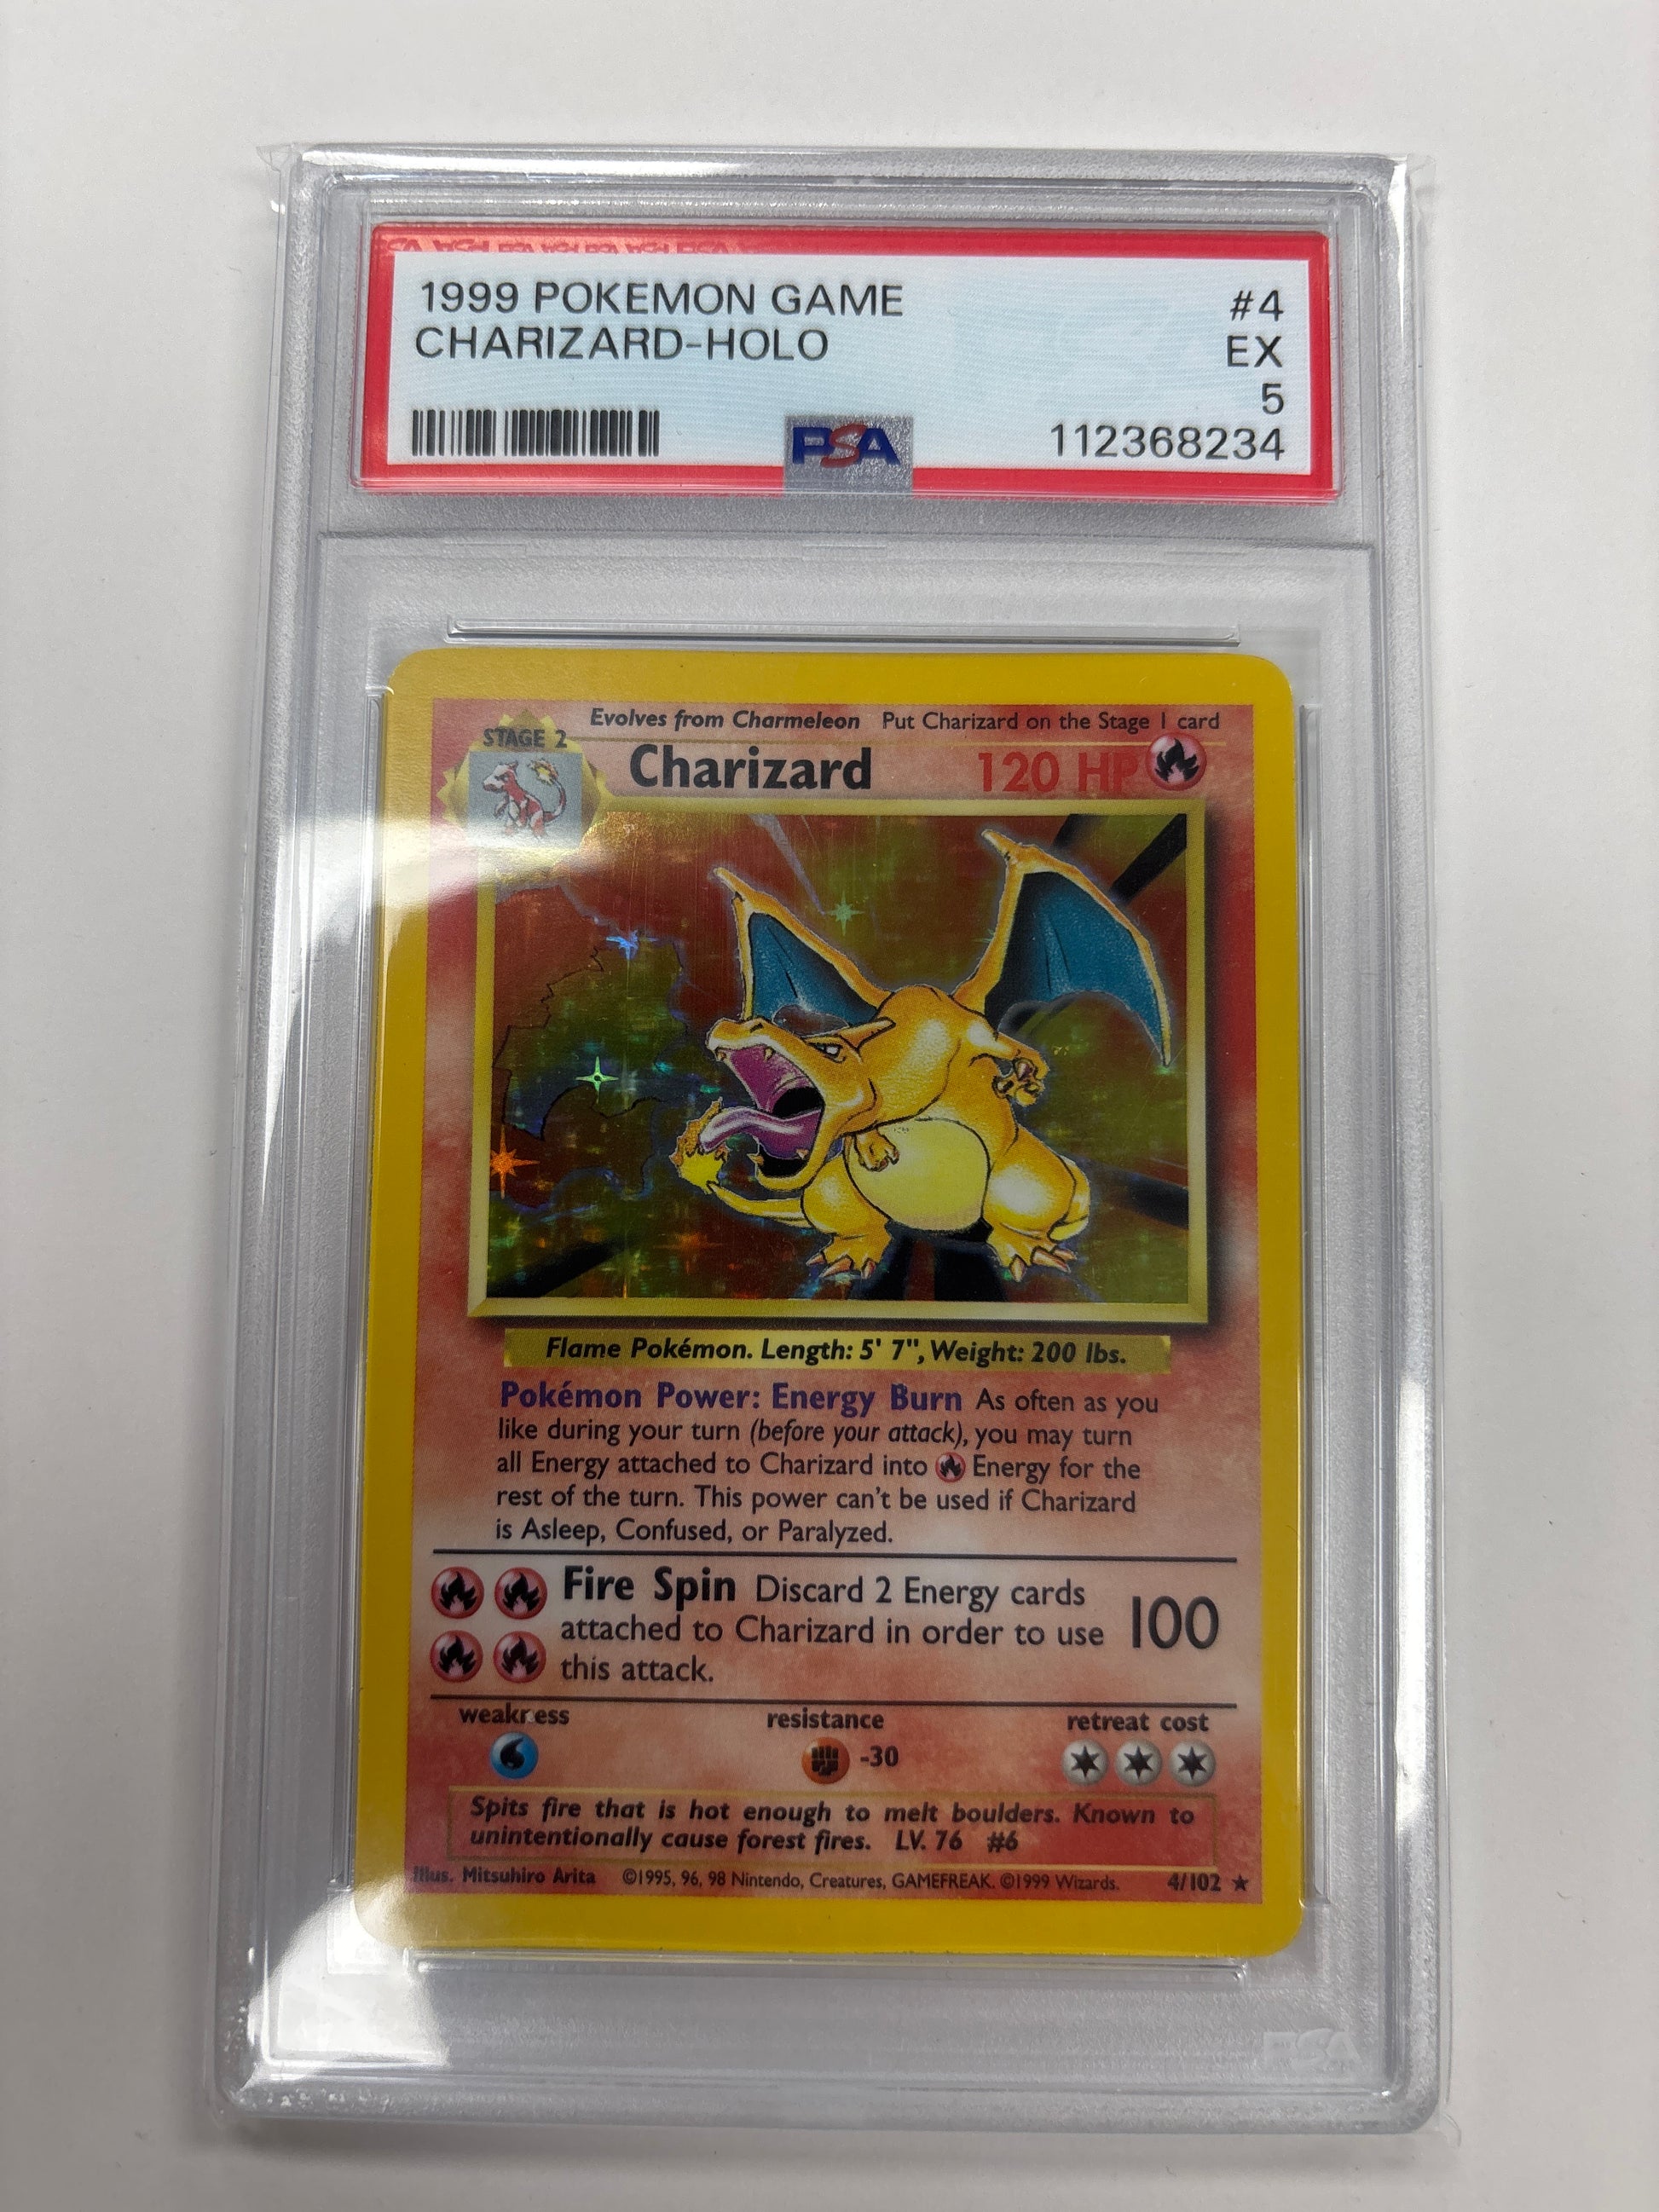 1999 POKEMON GAME #4
CHARIZARD-HOLO EX
5
PSA 112368234
Evolves from Charmeleon Put Charizard on the Stage 1 card
STAGE 2
Charizard 120 HP
Flame Pokémon. Length: 5' 7", Weight: 200 lbs.
Pokémon Power: Energy Burn As often as you
like during your turn (before your attack), you may turn
all Energy attached to Charizard into Energy for the
rest of the turn. This power can't be used if Charizard
is Asleep, Confused, or Paralyzed.
Fire Spin Discard 2 Energy cards
attached to Charizard in order to use 100
this attack.
weakness resistance retreat cost
-30
Spits fire that is hot enough to melt boulders. Known to
unintentionally cause forest fires. LV. 76 #6
Illus. Mitsuhiro Arita ©1995, 96, 98 Nintendo, Creatures, GAMEFREAK. ©1999 Wizards. 4/102 ★
PSA